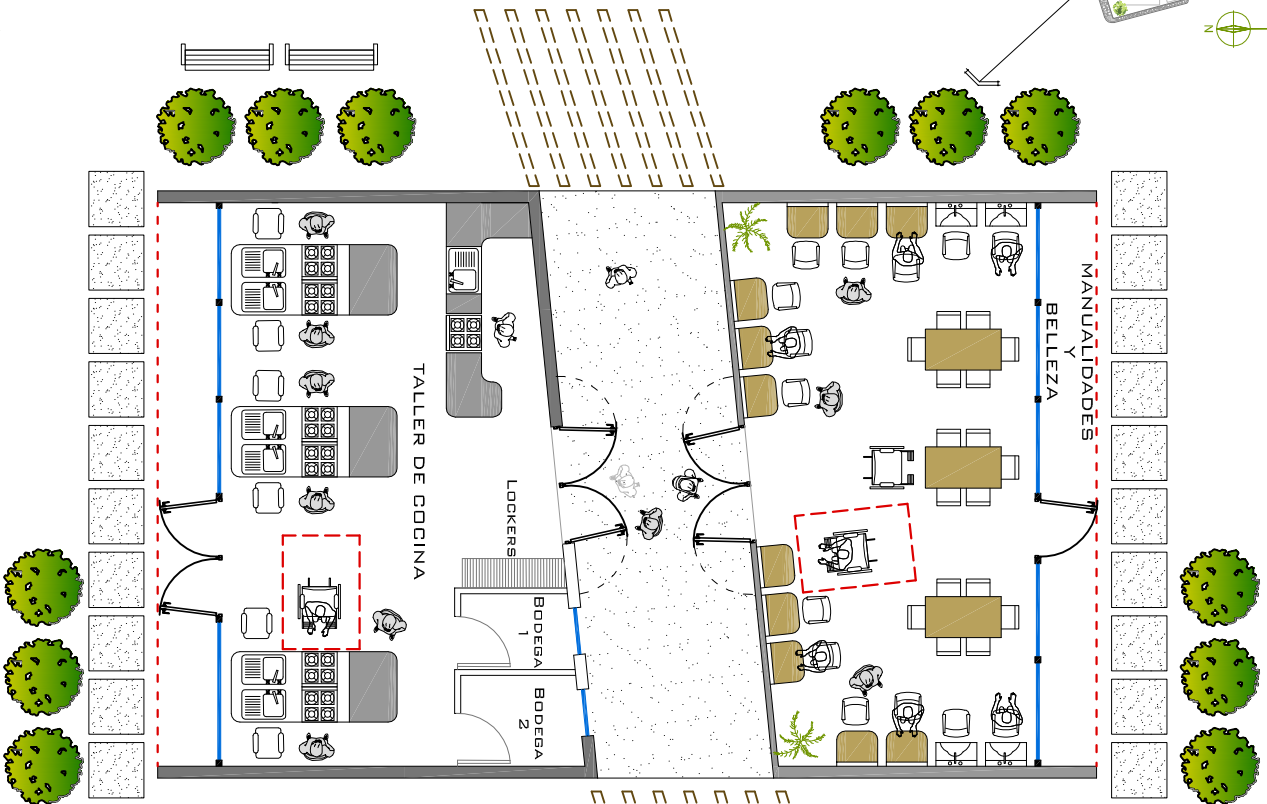 N
MANUALIDADES
Y
BELLEZA
TALLER DE COCINA
LOCKERS
BODEGA
1
BODEGA
2